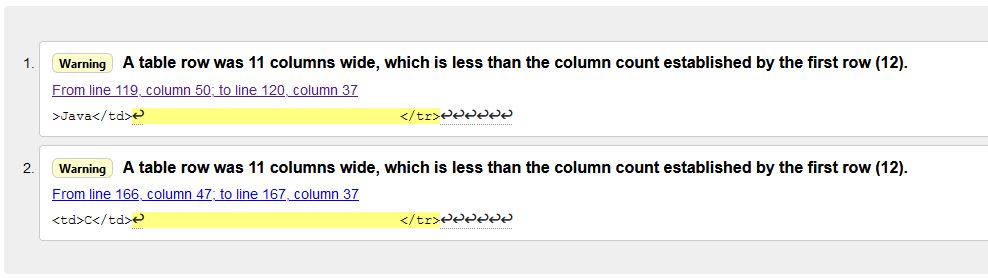 1. Warning A table row was 11 columns wide, which is less than the column count established by the first row (12).
From line 119, column 50; to line 120, column 37
>Java</td>↩ </tr>↩↩↩↩↩↩
2. Warning A table row was 11 columns wide, which is less than the column count established by the first row (12).
From line 166, column 47; to line 167, column 37
<td>C</td>↩ </tr>↩↩↩↩↩↩